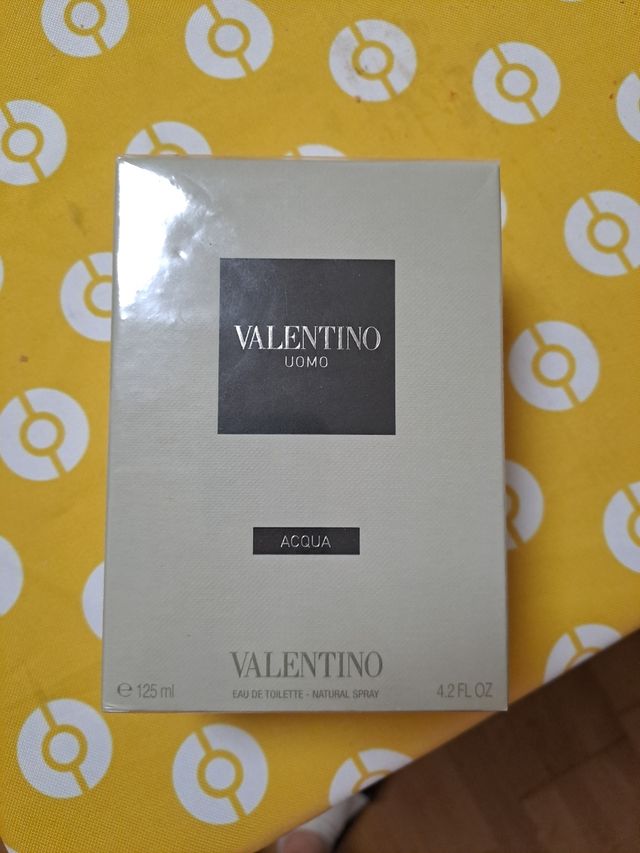 VALENTINO
UOMO
ACQUA
VALENTINO
EAU DE TOILETTE - NATURAL SPRAY
℮ 125 ml
4.2 FL OZ